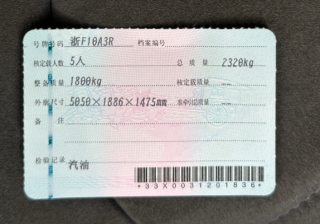 号牌号码 浙F10A3R 档案编号
核定载人数 5人 总质量 2320kg
整备质量 1800kg 核定载质量 --
外廓尺寸 5050×1886×1475mm 准牵引总质量 --
备注
检验记录 汽油
*33X0031201836*